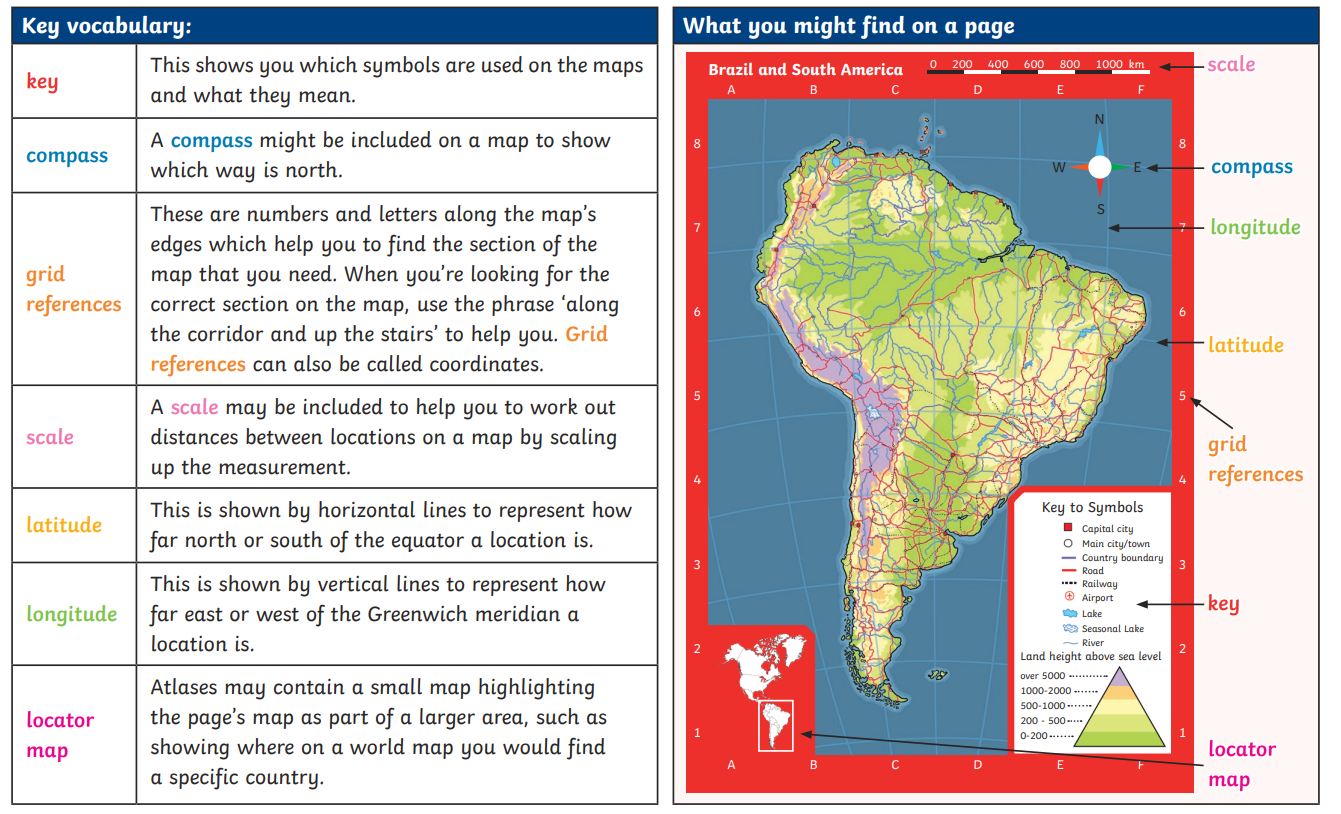 Key vocabulary:
key
This shows you which symbols are used on the maps
and what they mean.
compass
A compass might be included on a map to show
which way is north.
grid
references
These are numbers and letters along the map’s
edges which help you to find the section of the
map that you need. When you’re looking for the
correct section on the map, use the phrase ‘along
the corridor and up the stairs’ to help you. Grid
references can also be called coordinates.
scale
A scale may be included to help you to work out
distances between locations on a map by scaling
up the measurement.
latitude
This is shown by horizontal lines to represent how
far north or south of the equator a location is.
longitude
This is shown by vertical lines to represent how
far east or west of the Greenwich meridian a
location is.
locator
map
Atlases may contain a small map highlighting
the page’s map as part of a larger area, such as
showing where on a world map you would find
a specific country.
What you might find on a page
Brazil and South America
0 200 400 600 800 1000 km
scale
A B C D E F
N
W E
S
8 8
compass
7 7
longitude
6 6
latitude
5 5
grid
references
4 4
3 3
2 2
1 1
Key to Symbols
Capital city
Main city/town
Country boundary
Road
Railway
Airport
Lake
Seasonal Lake
River
key
Land height above sea level
over 5000
1000-2000
500-1000
200 - 500
0-200
locator
map
A B C D E F